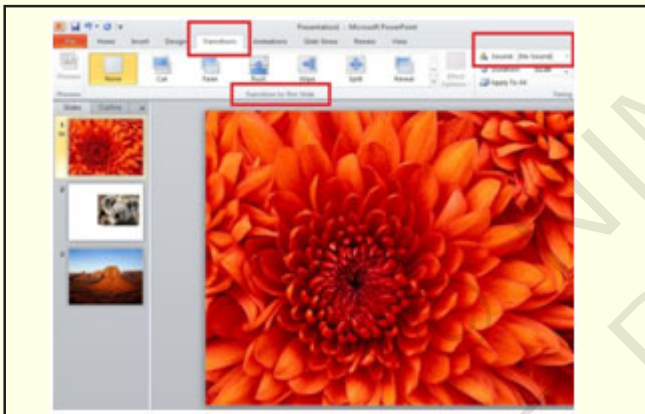 Presentation1 - Microsoft PowerPoint
File Home Insert Design Transitions Animations Slide Show Review View
Preview None Cut Fade Push Wipe Split Reveal Effect Options Sound: [No Sound]
Duration:
Apply To All
Preview Transition to This Slide Timing
Slides Outline
1
2
3